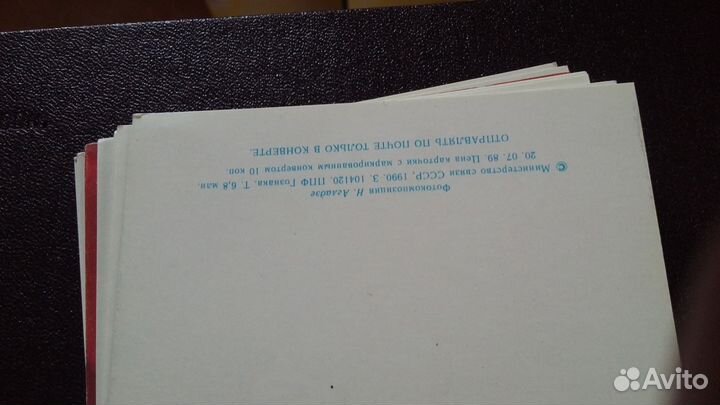 Фотокомпозиция И. Агладзе
© Министерство связи СССР, 1990. З. 104120. ППФ Гознака. Т. 6,8 млн.
20. 07. 89. Цена карточки с маркированным конвертом 10 коп.
ОТПРАВЛЯТЬ ПО ПОЧТЕ ТОЛЬКО В КОНВЕРТЕ.
Avito